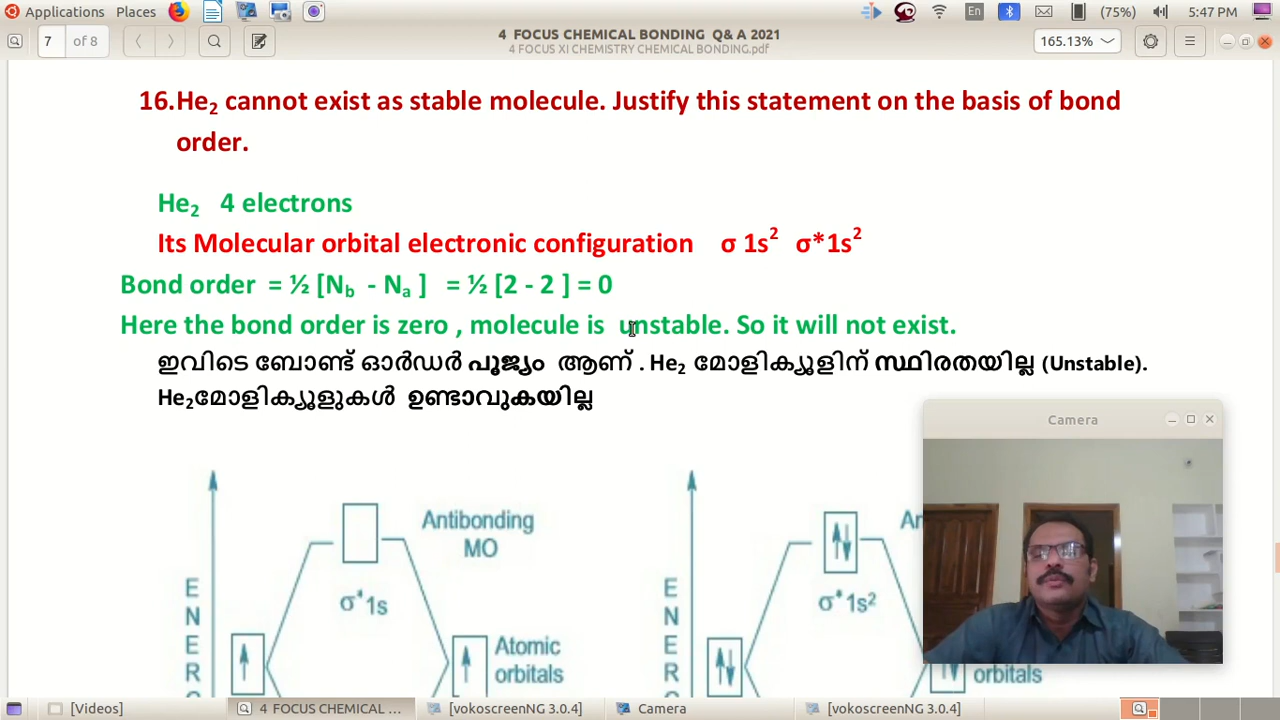 Applications Places En (75%) 5:47 PM
4 FOCUS CHEMICAL BONDING Q& A 2021
4 FOCUS XI CHEMISTRY CHEMICAL BONDING.pdf
7 of 8 165.13%
16.He₂ cannot exist as stable molecule. Justify this statement on the basis of bond
order.
He₂ 4 electrons
Its Molecular orbital electronic configuration σ 1s² σ*1s²
Bond order = ½ [Nb - Na ] = ½ [2 - 2 ] = 0
Here the bond order is zero , molecule is unstable. So it will not exist.
ഇവിടെ ബോണ്ട് ഓർഡർ പൂജ്യം ആണ് . He₂ മോളിക്യൂളിന് സ്ഥിരതയില്ല (Unstable).
He₂മോളിക്യൂളുകൾ ഉണ്ടാവുകയില്ല
Camera
Antibonding
MO
An
σ*1s
σ*1s²
E
N
E
R
E
N
E
R
Atomic
orbitals
orbitals
[Videos] 4 FOCUS CHEMICAL ... [vokoscreenNG 3.0.4] Camera [vokoscreenNG 3.0.4]